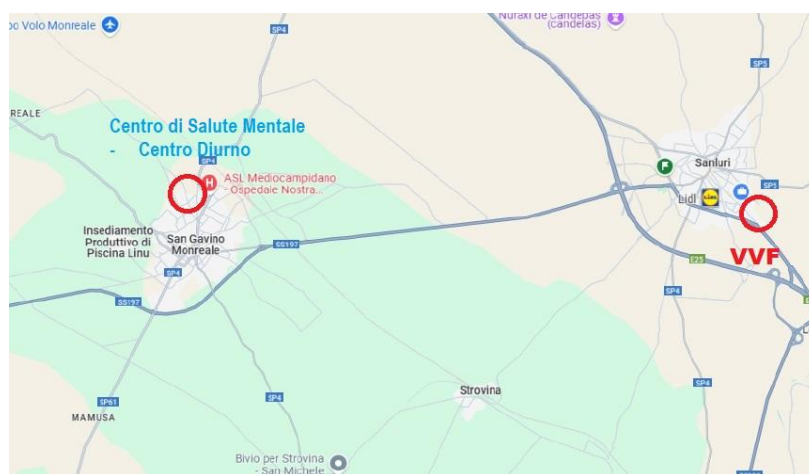 Nuraxi de Candepas
(candelas)
po Volo Monreale
SP4
SP5
REALE
Centro di Salute Mentale
- Centro Diurno
SP4
ASL Mediocampidano
- Ospedale Nostra...
Sanluri
Lidl
SP5
Insediamento
Produttivo di
Piscina Linu
San Gavino
Monreale
SS197
VVF
E25
SP4
SP4
SS197
Strovina
SP61
SP4
SP4
MAMUSA
Bivio per Strovina
- San Michele